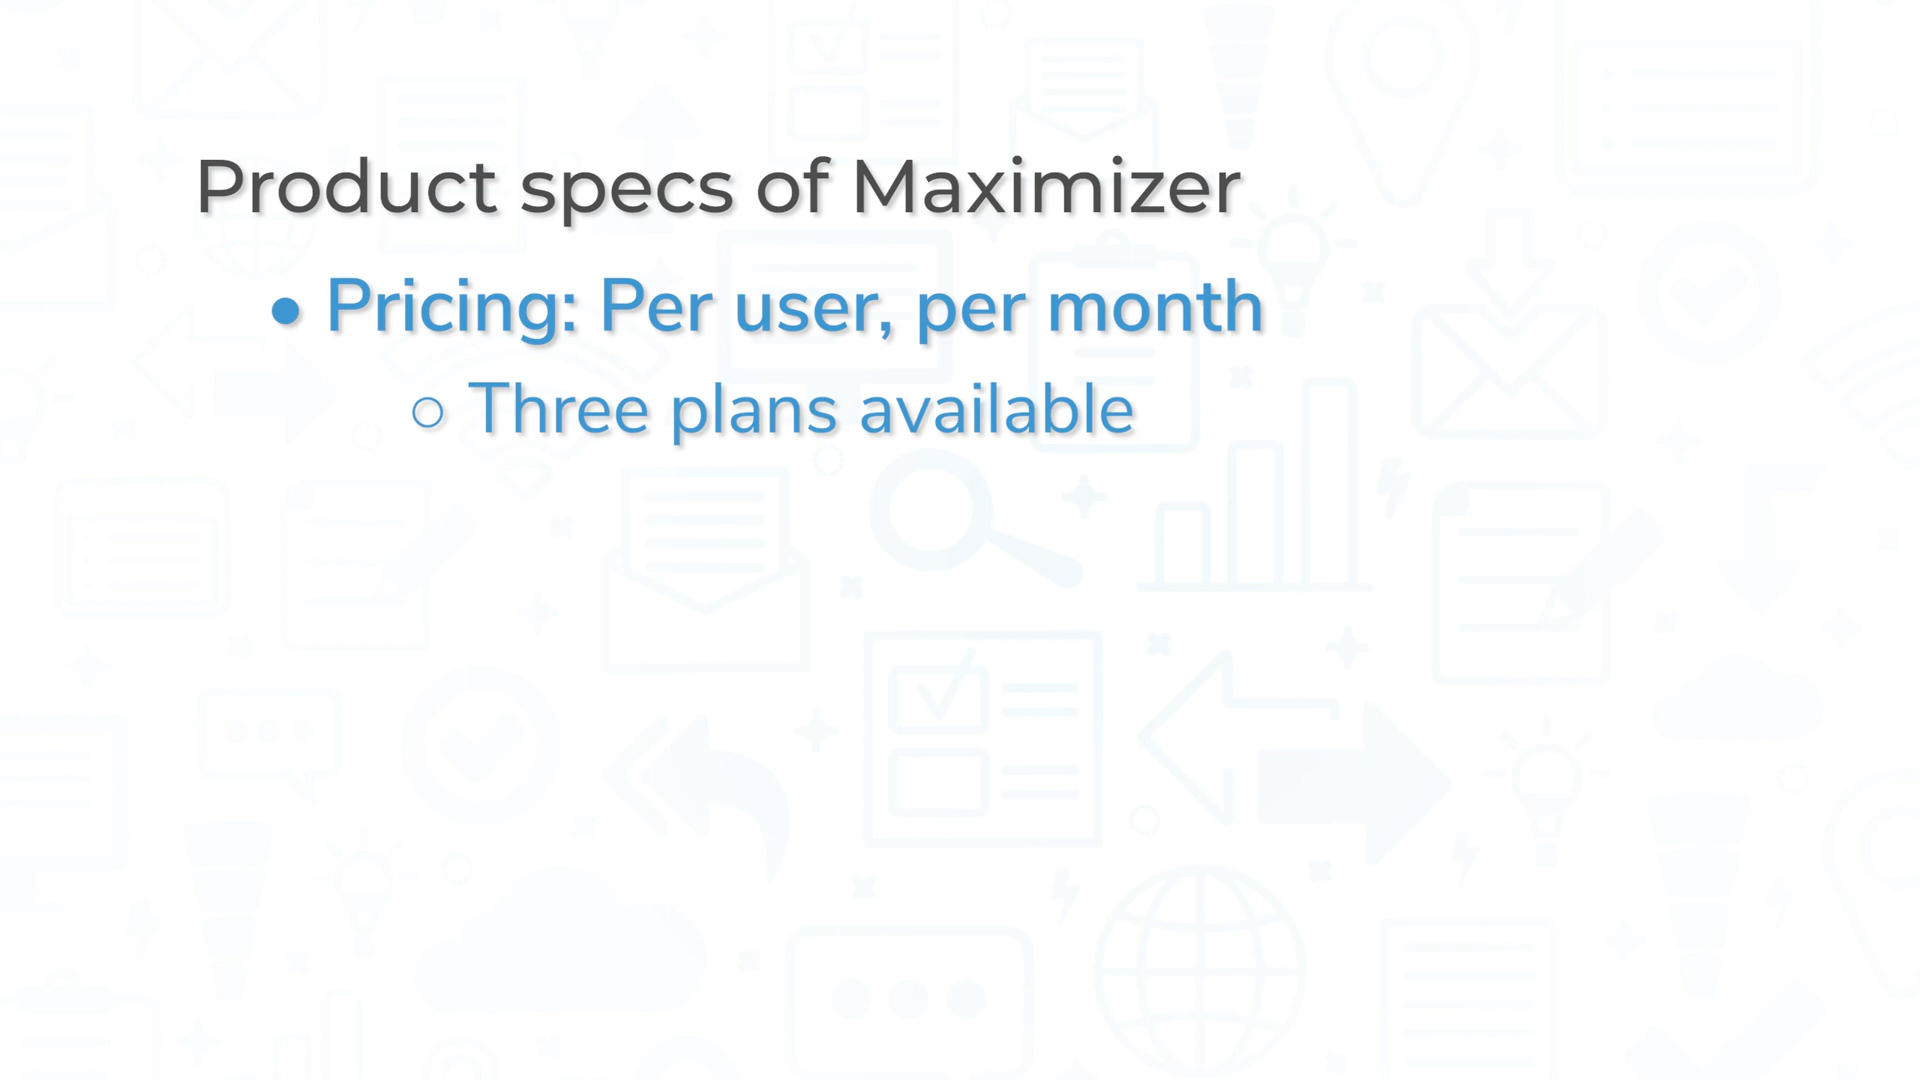 Product specs of Maximizer
• Pricing: Per user, per month
○ Three plans available